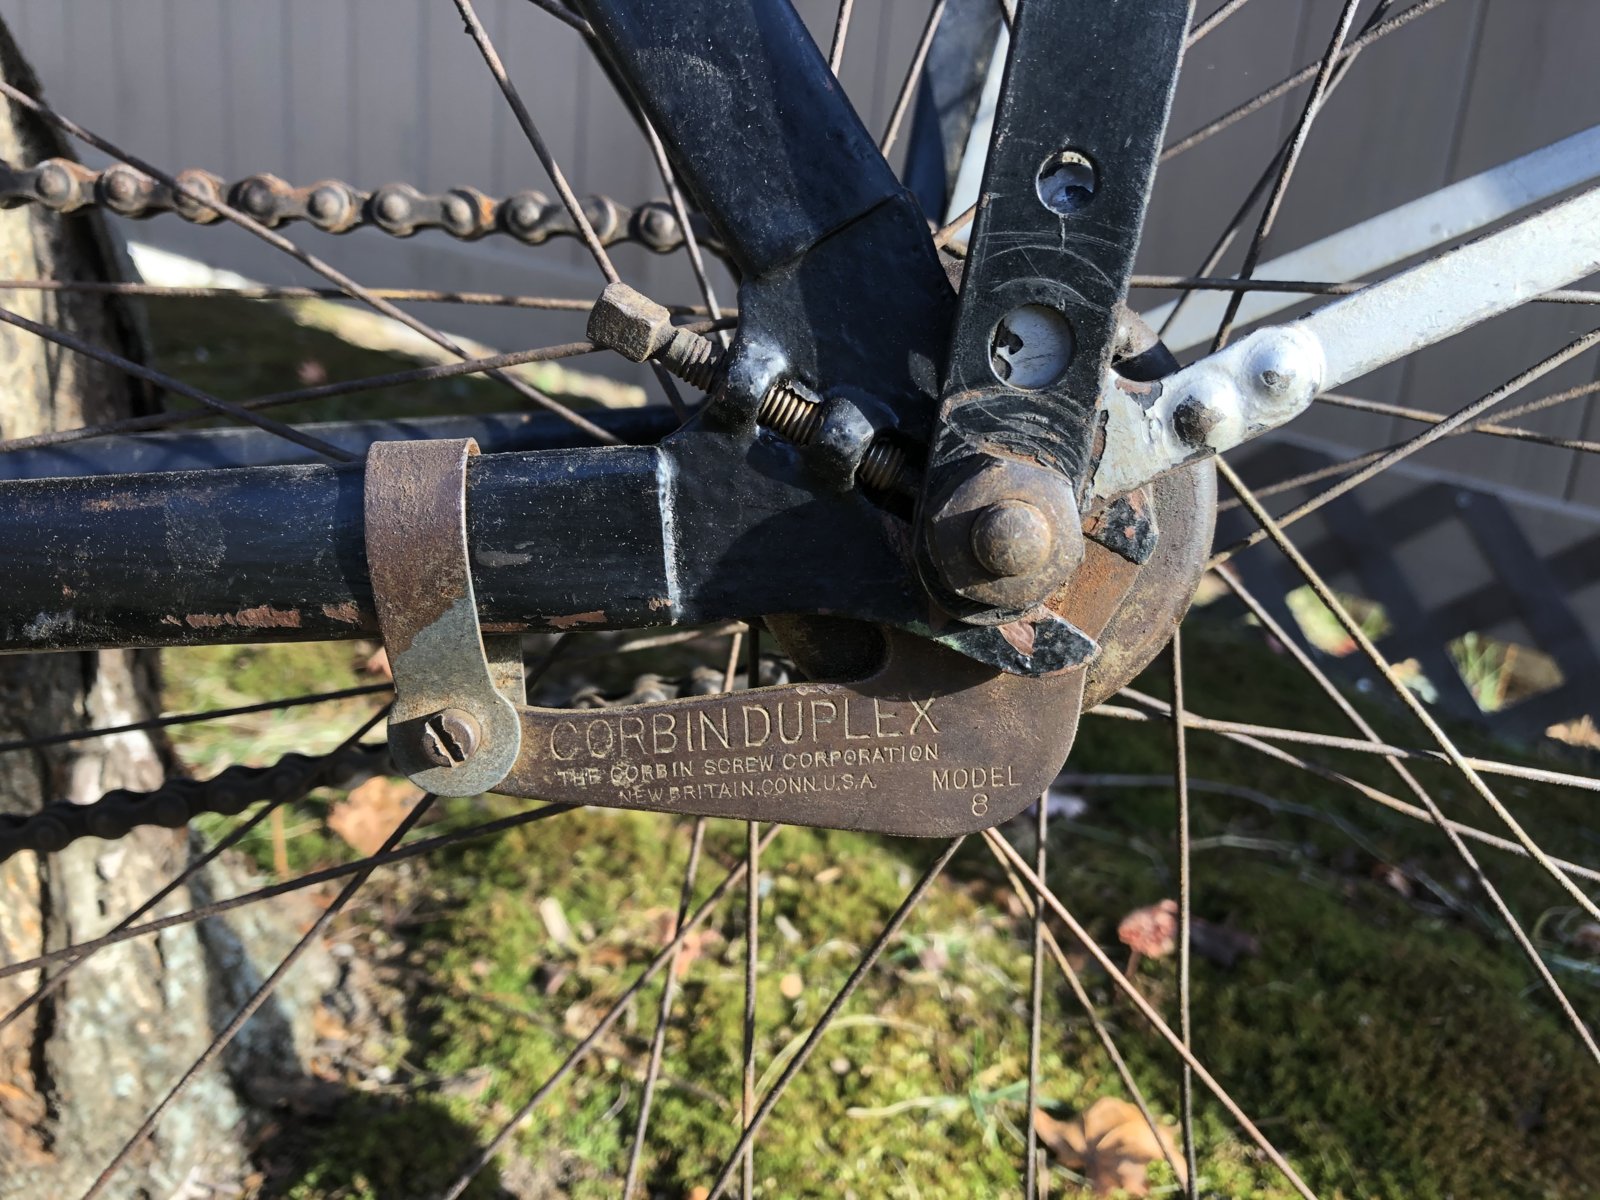 CORBIN DUPLEX
THE CORBIN SCREW CORPORATION
NEW BRITAIN.CONN.U.S.A.
MODEL
8